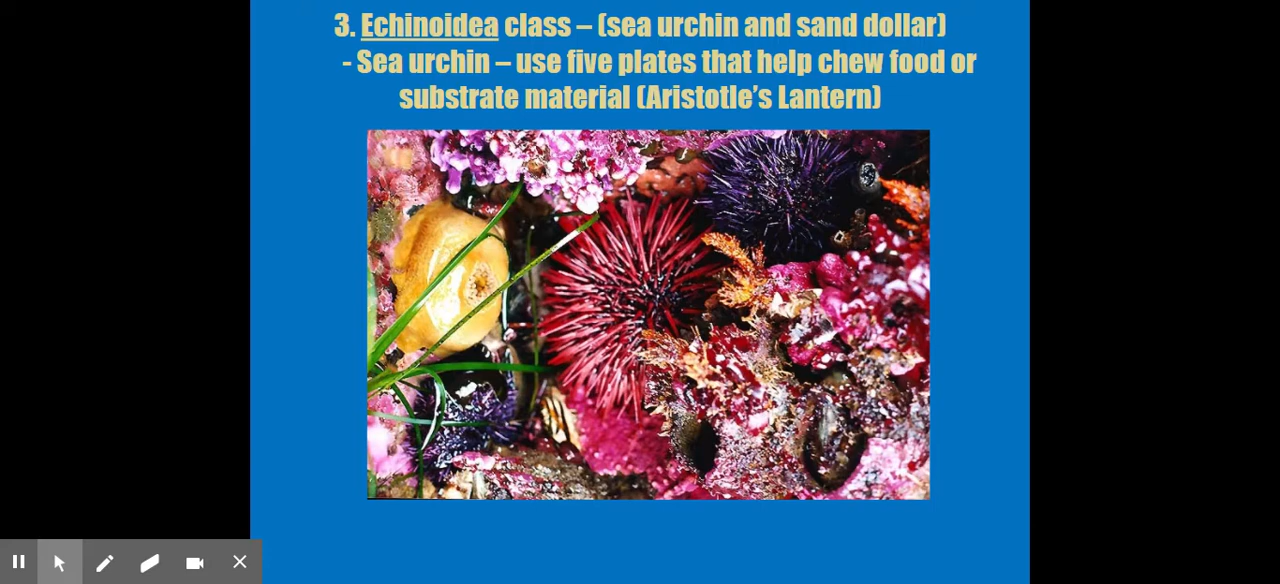 3. Echinoidea class – (sea urchin and sand dollar)
- Sea urchin – use five plates that help chew food or
substrate material (Aristotle’s Lantern)